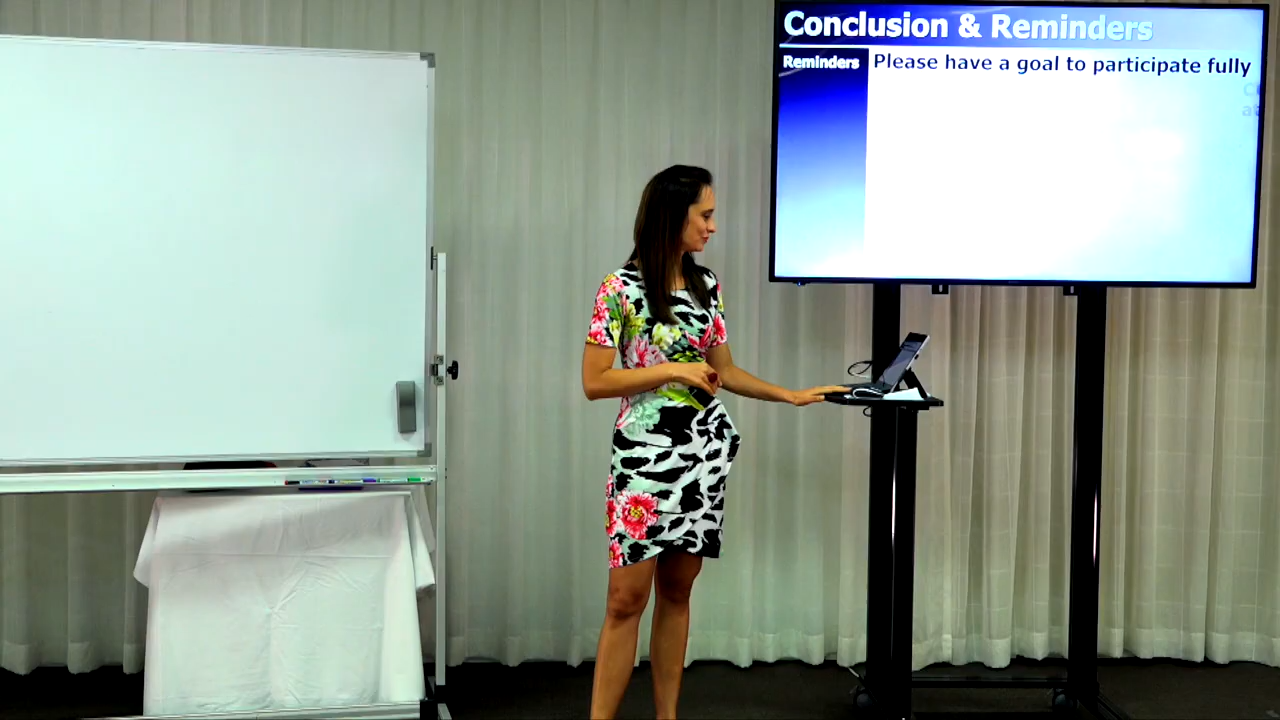 Conclusion & Reminders
Reminders
Please have a goal to participate fully